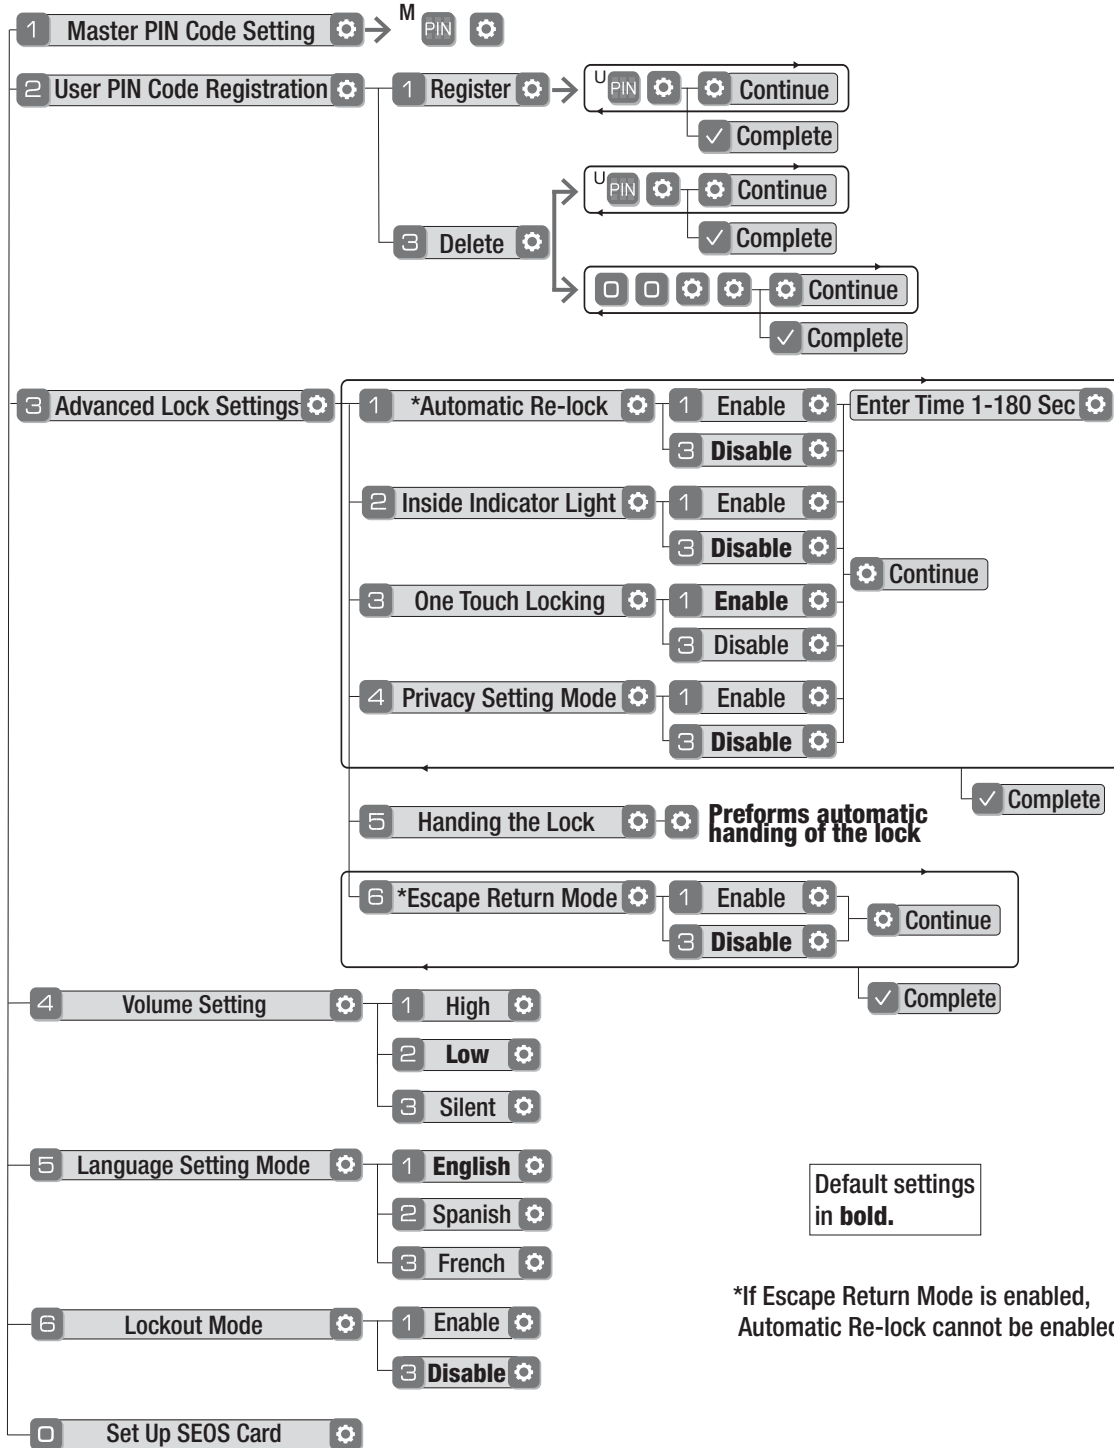 1 Master PIN Code Setting M PIN
2 User PIN Code Registration 1 Register U PIN Continue
Complete
3 Delete U PIN Continue
Complete
0 0 Continue
Complete
3 Advanced Lock Settings 1 *Automatic Re-lock 1 Enable Enter Time 1-180 Sec
3 Disable
2 Inside Indicator Light 1 Enable
3 Disable
Continue
3 One Touch Locking 1 Enable
3 Disable
4 Privacy Setting Mode 1 Enable
3 Disable
Complete
5 Handing the Lock Preforms automatic
handing of the lock
6 *Escape Return Mode 1 Enable
Continue
3 Disable
Complete
4 Volume Setting 1 High
2 Low
3 Silent
5 Language Setting Mode 1 English
2 Spanish
3 French
Default settings
in bold.
6 Lockout Mode 1 Enable
3 Disable
*If Escape Return Mode is enabled,
Automatic Re-lock cannot be enabled
0 Set Up SEOS Card